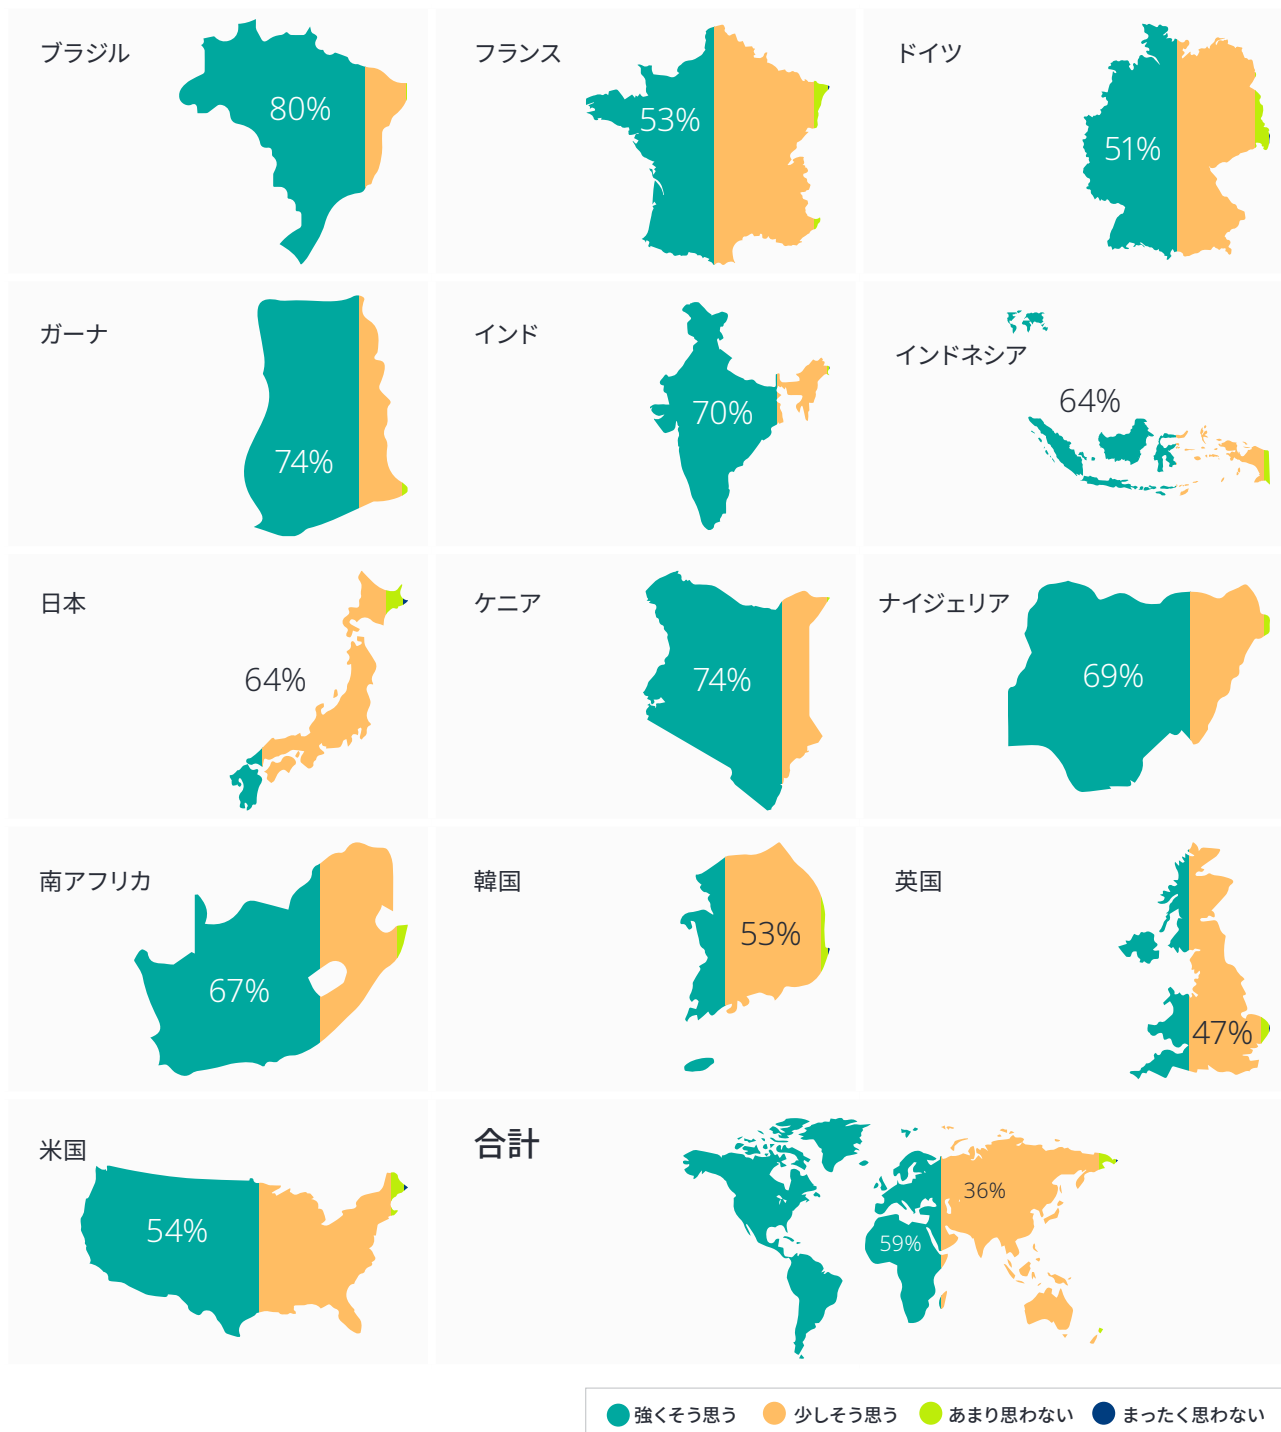 ブラジル
80%
フランス
53%
ドイツ
51%
ガーナ
74%
インド
70%
インドネシア
64%
日本
64%
ケニア
74%
ナイジェリア
69%
南アフリカ
67%
韓国
53%
英国
47%
米国
54%
合計
36%
59%
強くそう思う 少しそう思う あまり思わない まったく思わない